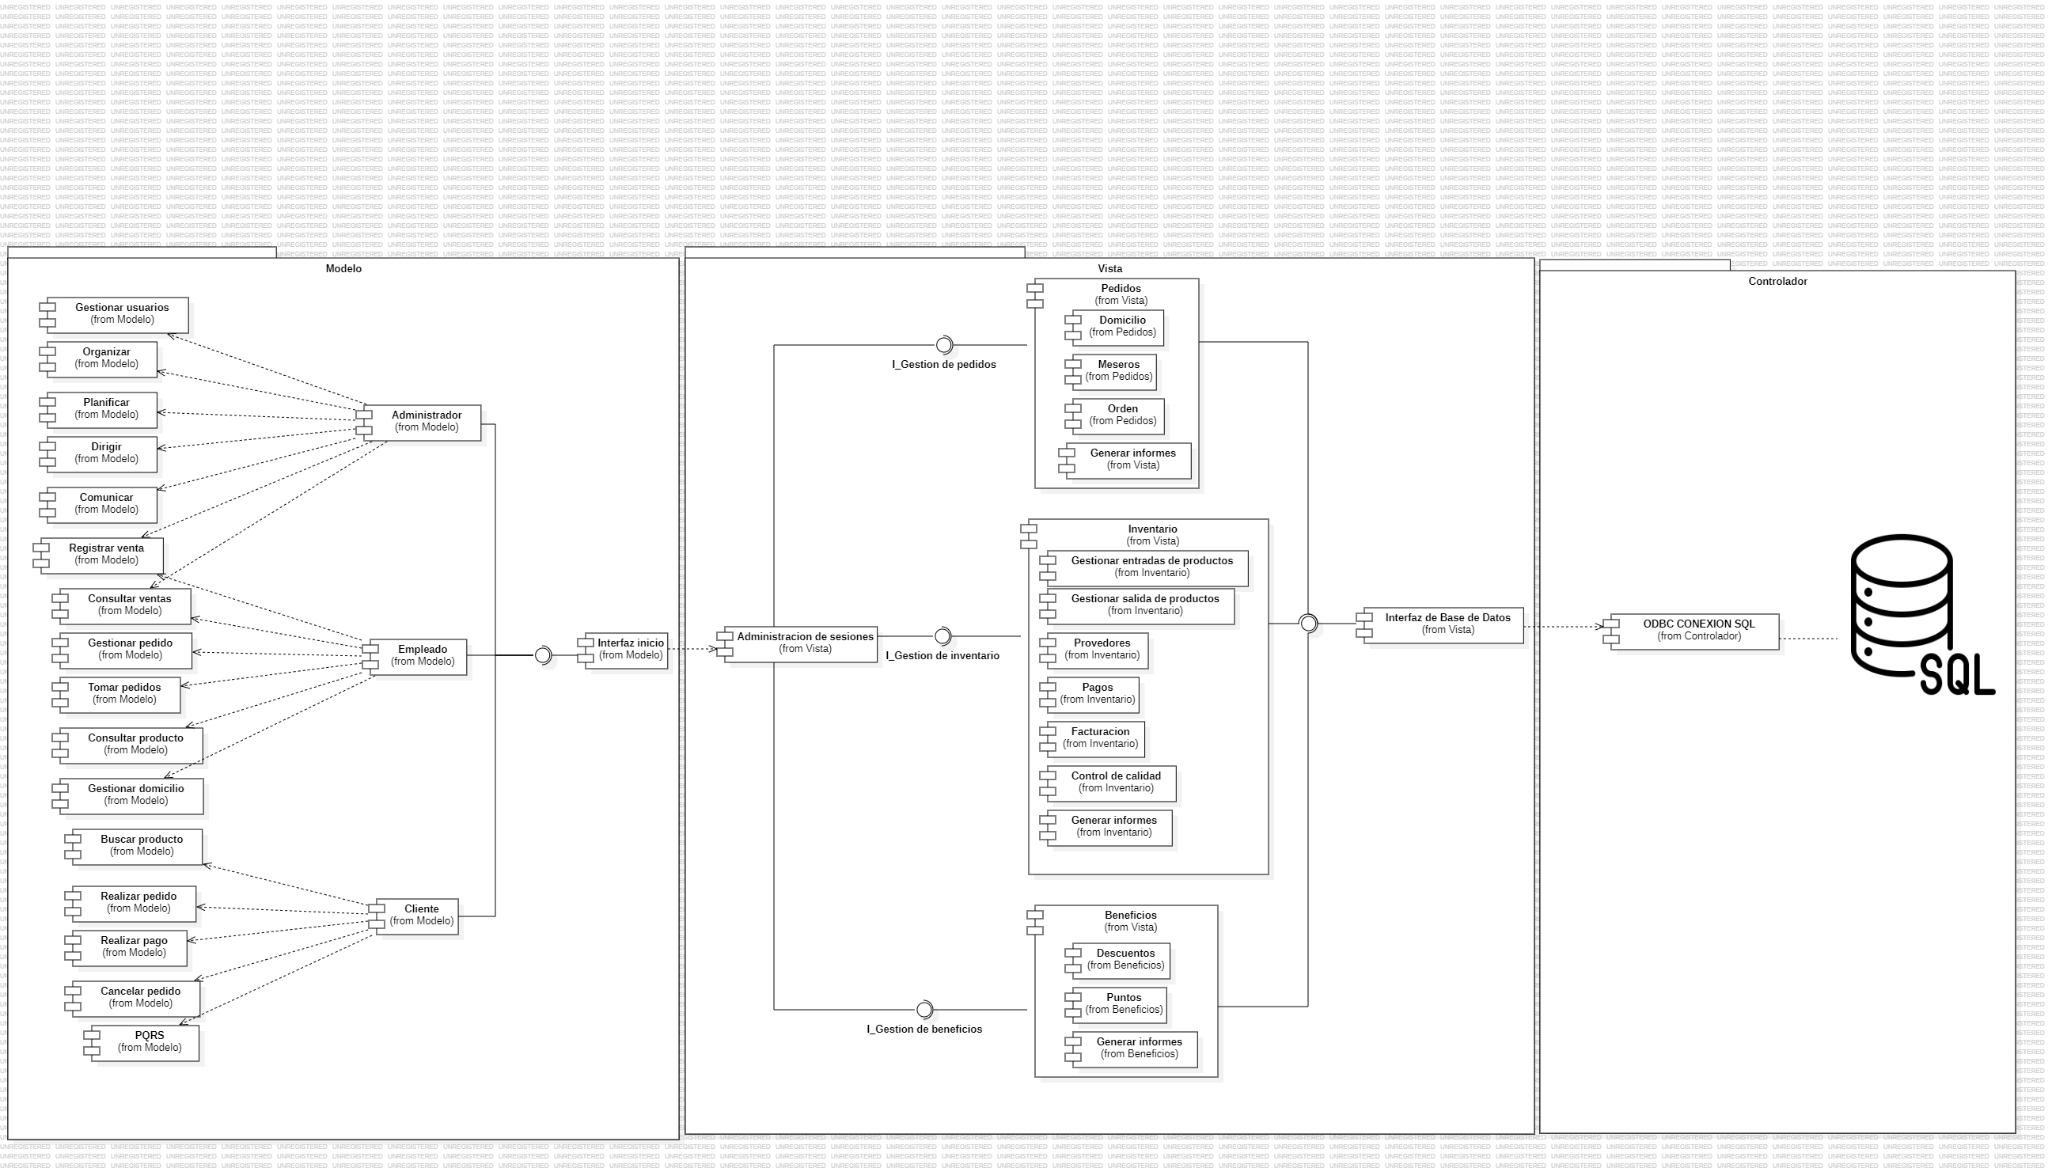 Modelo
Gestionar usuarios
(from Modelo)
Organizar
(from Modelo)
Planificar
(from Modelo)
Dirigir
(from Modelo)
Comunicar
(from Modelo)
Registrar venta
(from Modelo)
Consultar ventas
(from Modelo)
Gestionar pedido
(from Modelo)
Tomar pedidos
(from Modelo)
Consultar producto
(from Modelo)
Gestionar domicilio
(from Modelo)
Buscar producto
(from Modelo)
Realizar pedido
(from Modelo)
Realizar pago
(from Modelo)
Cancelar pedido
(from Modelo)
PQRS
(from Modelo)
Administrador
(from Modelo)
Empleado
(from Modelo)
Cliente
(from Modelo)
Interfaz inicio
(from Modelo)
Vista
Administracion de sesiones
(from Vista)
I_Gestion de pedidos
I_Gestion de inventario
I_Gestion de beneficios
Pedidos
(from Vista)
Domicilio
(from Pedidos)
Meseros
(from Pedidos)
Orden
(from Pedidos)
Generar informes
(from Vista)
Inventario
(from Vista)
Gestionar entradas de productos
(from Inventario)
Gestionar salida de productos
(from Inventario)
Provedores
(from Inventario)
Pagos
(from Inventario)
Facturacion
(from Inventario)
Control de calidad
(from Inventario)
Generar informes
(from Inventario)
Beneficios
(from Vista)
Descuentos
(from Beneficios)
Puntos
(from Beneficios)
Generar informes
(from Beneficios)
Interfaz de Base de Datos
(from Vista)
Controlador
ODBC CONEXION SQL
(from Controlador)
SQL
UNREGISTERED